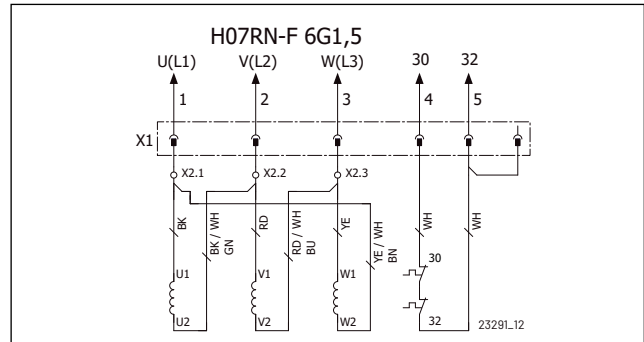 H07RN-F 6G1,5
U(L1) V(L2) W(L3) 30 32
1 2 3 4 5
X1
X2.1 X2.2 X2.3
BK BK / WH GN RD RD / WH BU YE YE / WH BN WH WH
U1 V1 W1 30
U2 V2 W2 32
23291_12